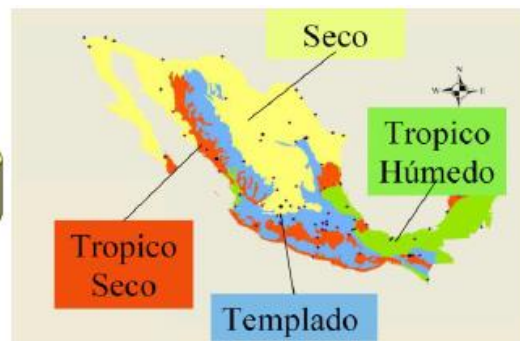 Seco
N
W E
S
Tropico
Húmedo
Tropico
Seco
Templado